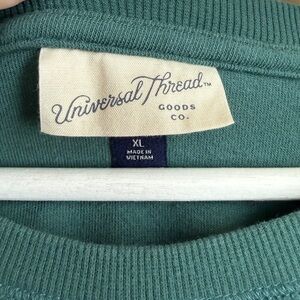 Universal Thread™
GOODS
CO.
XL
MADE IN
VIETNAM